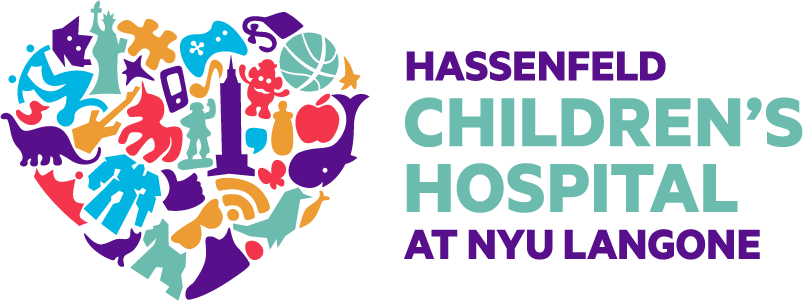 HASSENFELD
CHILDREN'S
HOSPITAL
AT NYU LANGONE